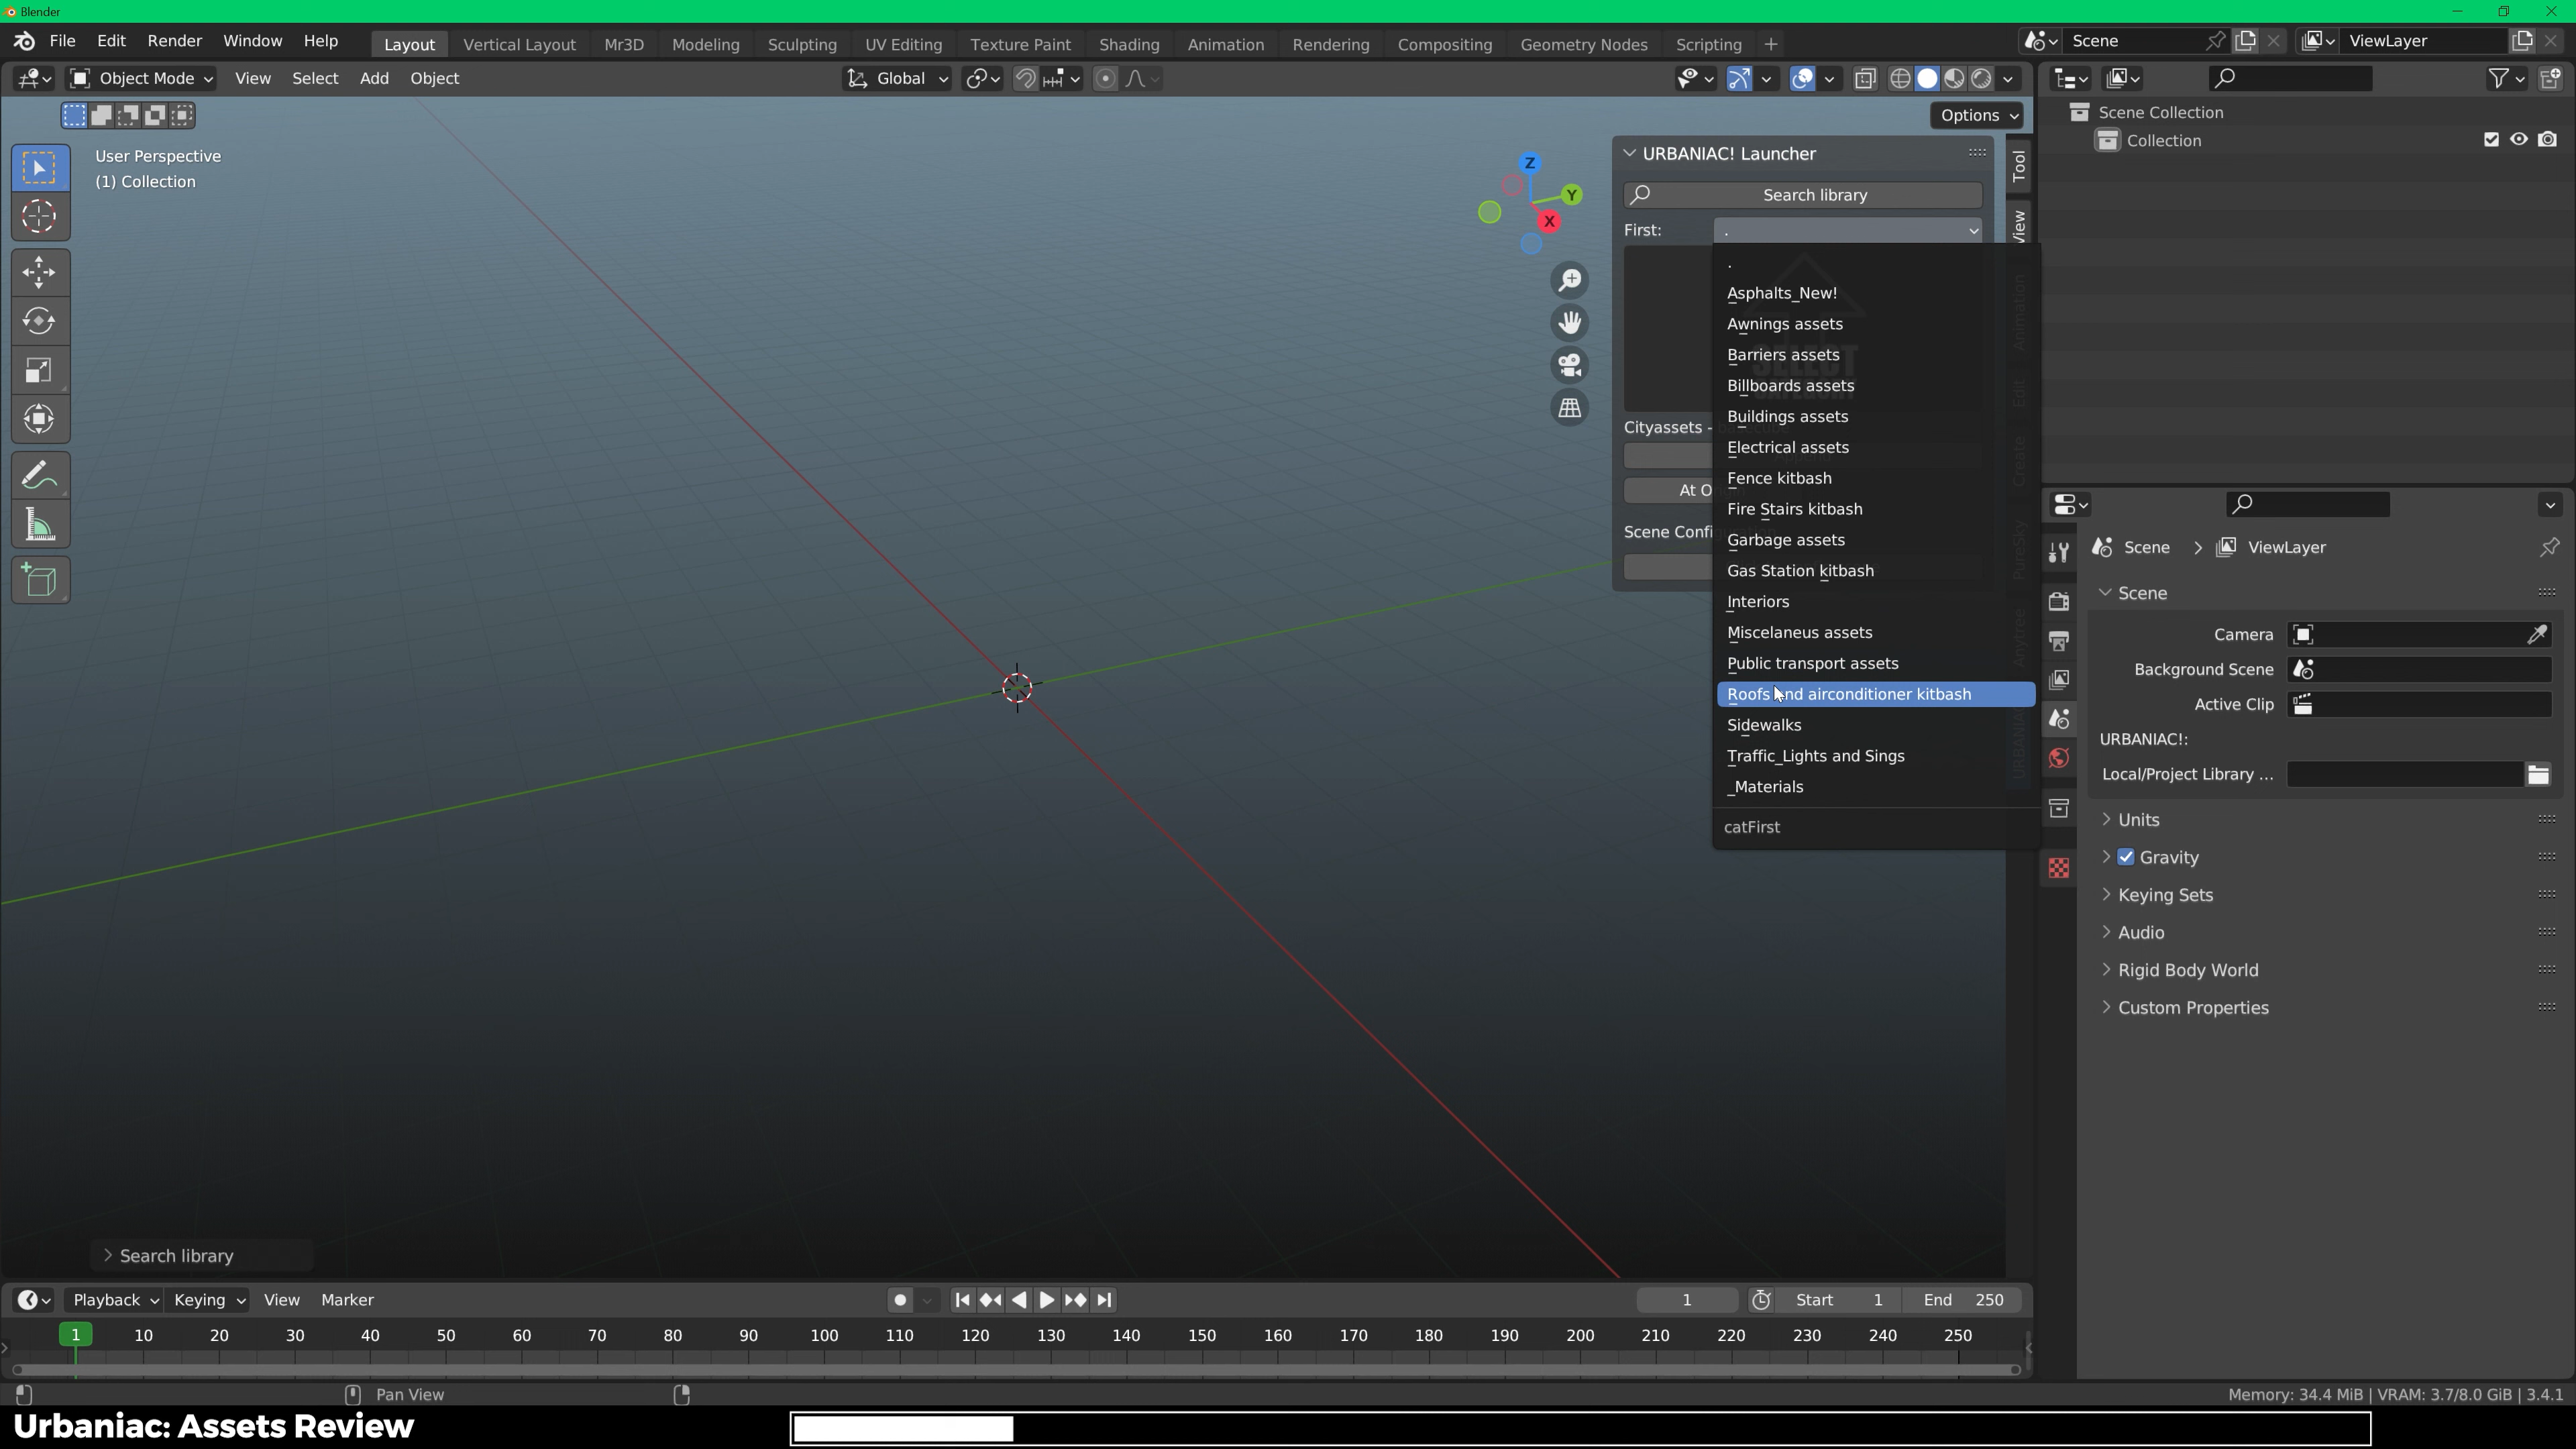 Blender
File Edit Render Window Help Layout Vertical Layout Mr3D Modeling Sculpting UV Editing Texture Paint Shading Animation Rendering Compositing Geometry Nodes Scripting + Scene ViewLayer
Object Mode View Select Add Object Global
Options
User Perspective
(1) Collection
Z
Y
X
URBANIAC! Launcher
Search library
First: .
.
Asphalts_New!
Awnings assets
Barriers assets
Billboards assets
Buildings assets
Electrical assets
Fence kitbash
Fire Stairs kitbash
Garbage assets
Gas Station kitbash
Interiors
Miscelaneus assets
Public transport assets
Roofs and airconditioner kitbash
Sidewalks
Traffic_Lights and Sings
_Materials
catFirst
SELECT
Cityassets -
At O
Scene Confi
Tool
View
Animation
Edit
Create
PureSky
Anytree
URBANIAC
Scene Collection
Collection
Scene > ViewLayer
Scene
Camera
Background Scene
Active Clip
URBANIAC!:
Local/Project Library ...
Units
Gravity
Keying Sets
Audio
Rigid Body World
Custom Properties
Search library
Playback Keying View Marker 1 Start 1 End 250
1 10 20 30 40 50 60 70 80 90 100 110 120 130 140 150 160 170 180 190 200 210 220 230 240 250
Pan View
Memory: 34.4 MiB | VRAM: 3.7/8.0 GiB | 3.4.1
Urbaniac: Assets Review